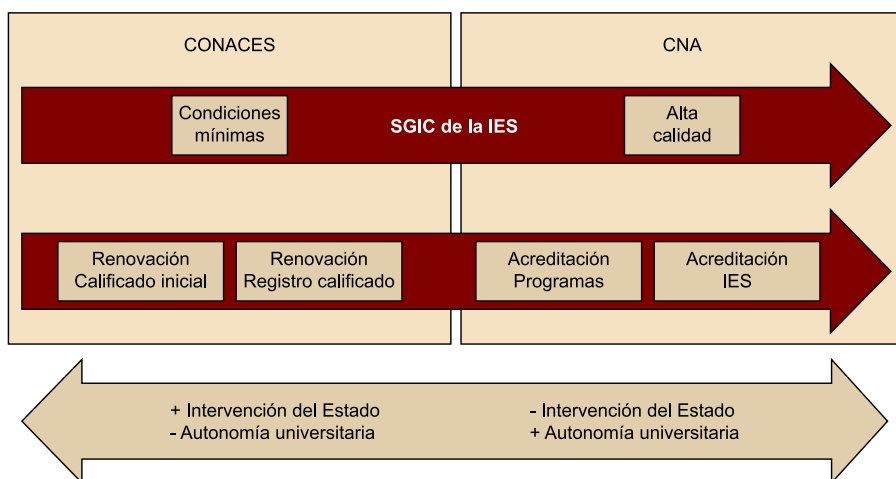 CONACES
CNA
Condiciones
mínimas
SGIC de la IES
Alta
calidad
Renovación
Calificado inicial
Renovación
Registro calificado
Acreditación
Programas
Acreditación
IES
+ Intervención del Estado
- Autonomía universitaria
- Intervención del Estado
+ Autonomía universitaria